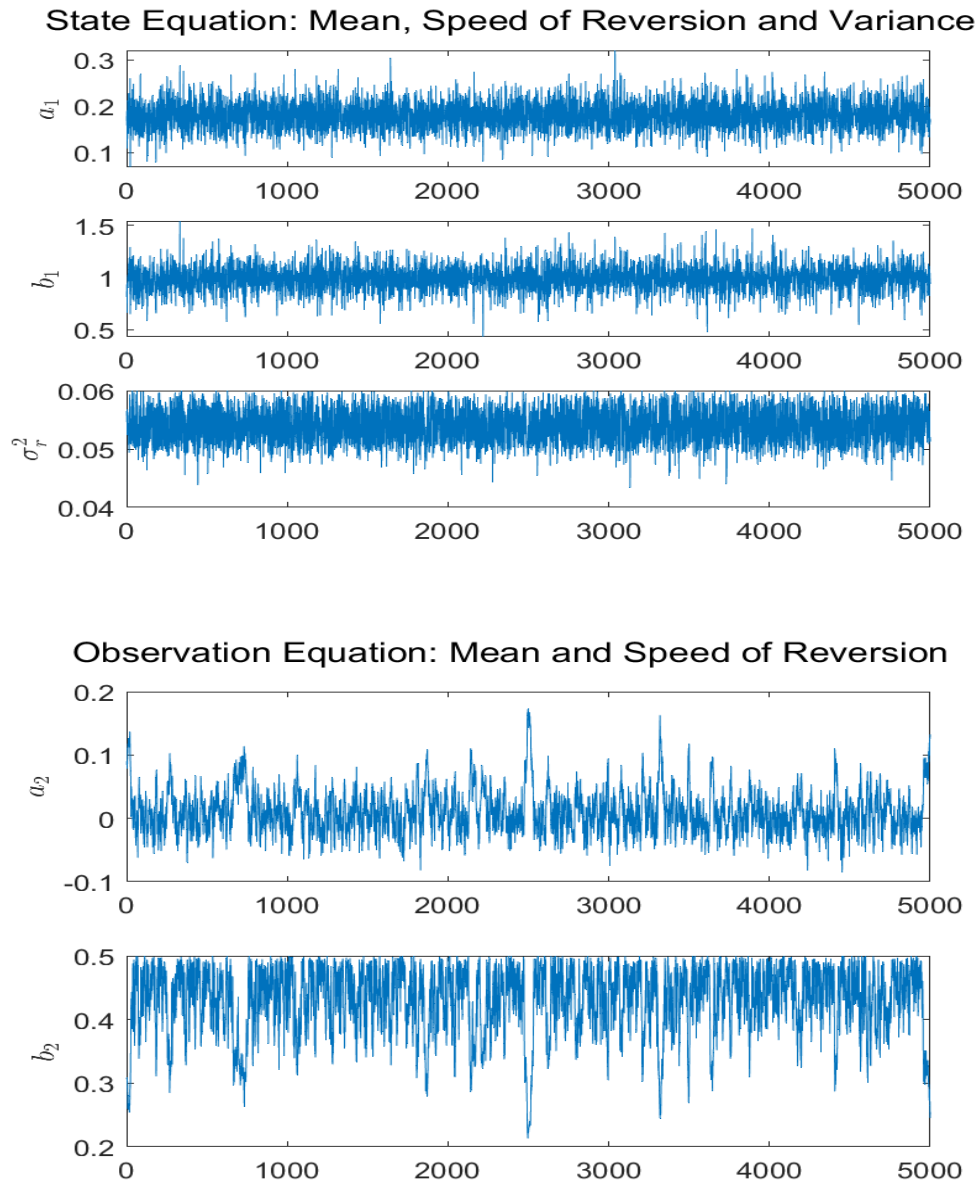 State Equation: Mean, Speed of Reversion and Variance
0.3
0.2
0.1
a₁
0 1000 2000 3000 4000 5000
1.5
1
0.5
b₁
0 1000 2000 3000 4000 5000
0.06
0.05
0.04
σ²ᵣ
0 1000 2000 3000 4000 5000
Observation Equation: Mean and Speed of Reversion
0.2
0.1
0
-0.1
a₂
0 1000 2000 3000 4000 5000
0.5
0.4
0.3
0.2
b₂
0 1000 2000 3000 4000 5000